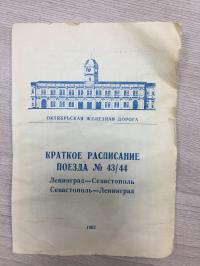 ОКТЯБРЬСКАЯ ЖЕЛЕЗНАЯ ДОРОГА
КРАТКОЕ РАСПИСАНИЕ
ПОЕЗДА № 43/44
Ленинград—Севастополь
Севастополь—Ленинград